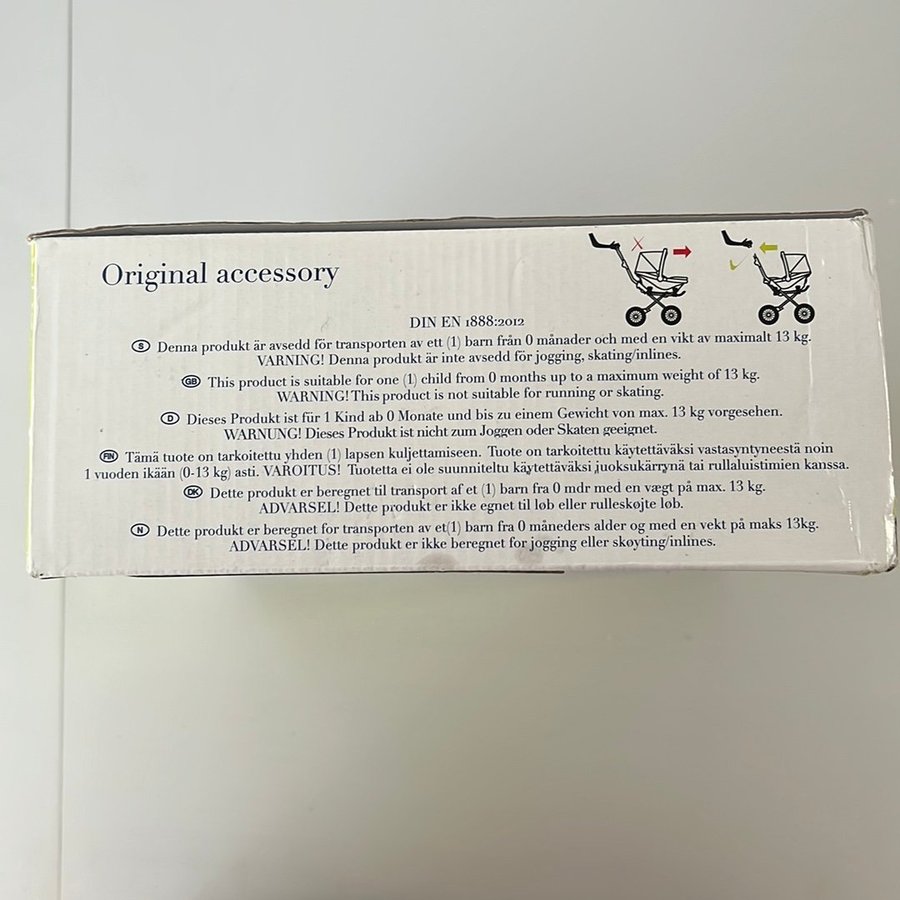 Original accessory
DIN EN 1888:2012
S Denna produkt är avsedd för transporten av ett (1) barn från 0 månader och med en vikt av maximalt 13 kg.
VARNING! Denna produkt är inte avsedd för jogging, skating/inlines.
GB This product is suitable for one (1) child from 0 months up to a maximum weight of 13 kg.
WARNING! This product is not suitable for running or skating.
D Dieses Produkt ist für 1 Kind ab 0 Monate und bis zu einem Gewicht von max. 13 kg vorgesehen.
WARNUNG! Dieses Produkt ist nicht zum Joggen oder Skaten geeignet.
FIN Tämä tuote on tarkoitettu yhden (1) lapsen kuljettamiseen. Tuote on tarkoitettu käytettäväksi vastasyntyneestä noin
1 vuoden ikään (0-13 kg) asti. VAROITUS! Tuotetta ei ole suunniteltu käytettäväksi juoksukärrynä tai rullaluistimien kanssa.
DK Dette produkt er beregnet til transport af et (1) barn fra 0 mdr med en vægt på max. 13 kg.
ADVARSEL! Dette produkt er ikke egnet til løb eller rulleskøjte løb.
N Dette produkt er beregnet for transporten av et(1) barn fra 0 måneders alder og med en vekt på maks 13kg.
ADVARSEL! Dette produkt er ikke beregnet for jogging eller skøyting/inlines.